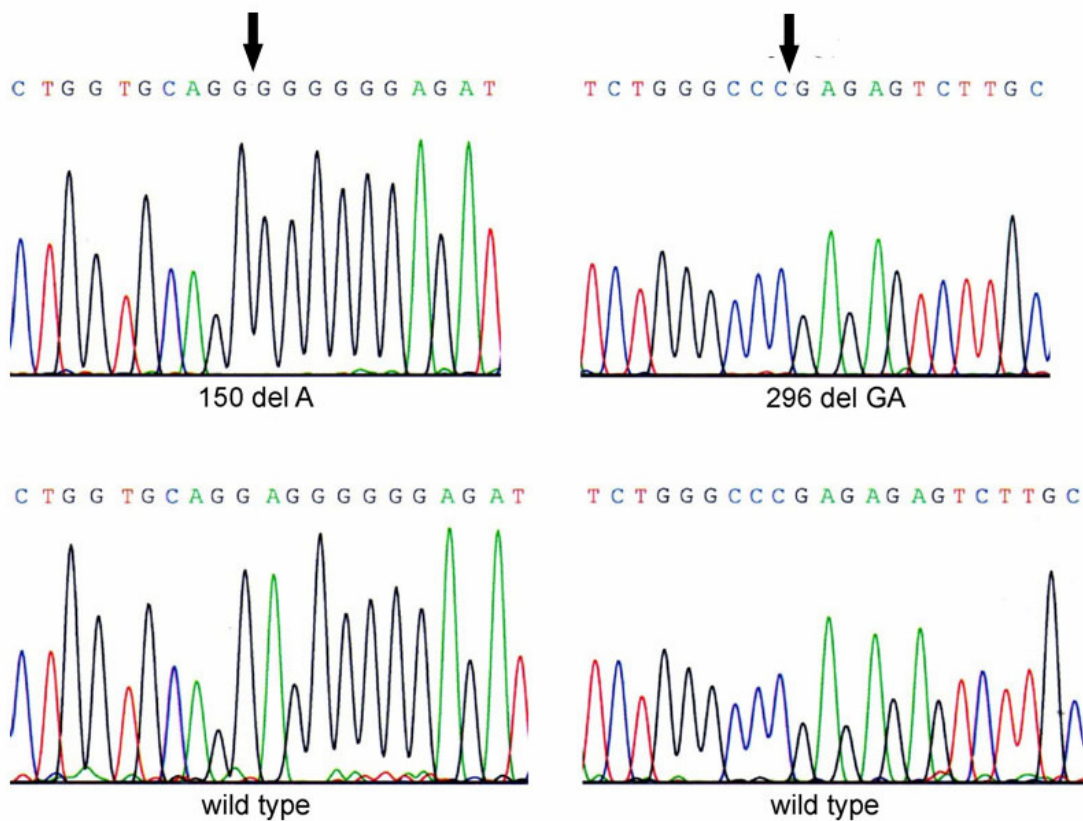 C T G G T G C A G G G G G G G G A G A T
150 del A
T C T G G G C C C G A G A G T C T T G C
296 del GA
C T G G T G C A G G A G G G G G G A G A T
wild type
T C T G G G C C C G A G A G A G T C T T G C
wild type